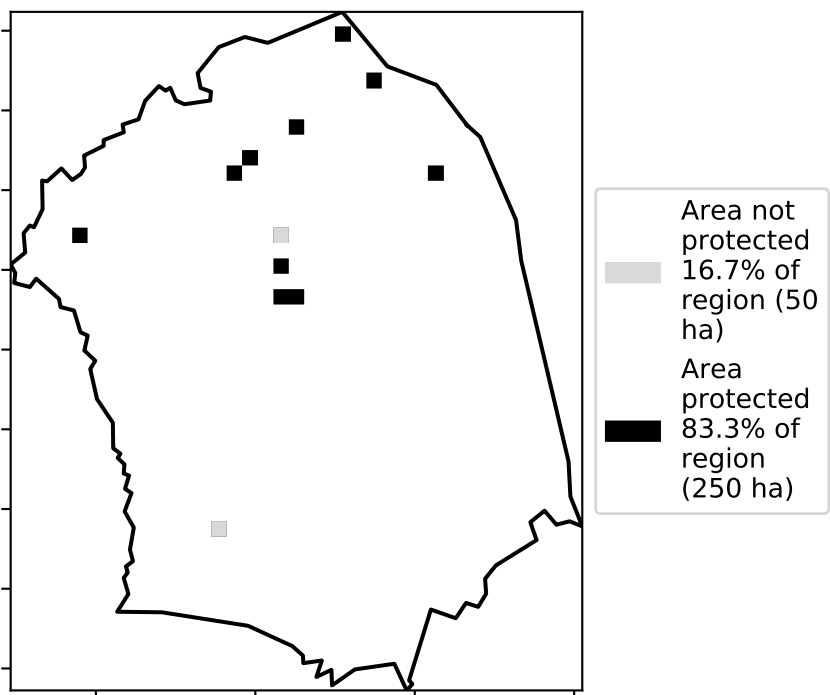 Area not
protected
16.7% of
region (50
ha)
Area
protected
83.3% of
region
(250 ha)